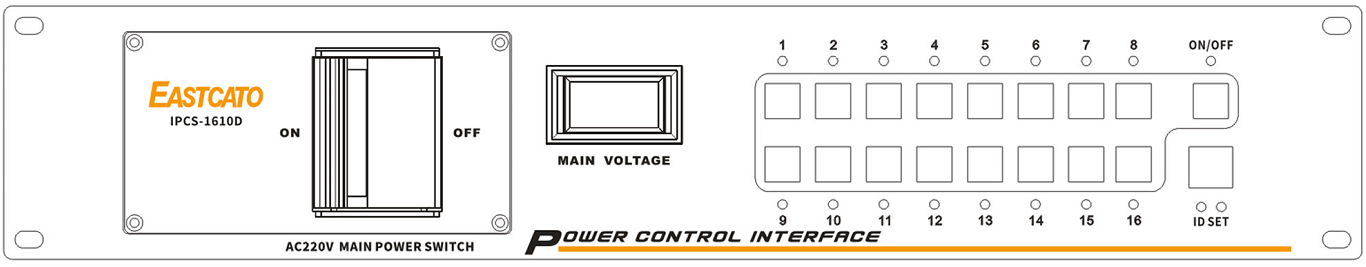 EASTCATO
IPCS-1610D
ON
OFF
AC220V MAIN POWER SWITCH
MAIN VOLTAGE
1 2 3 4 5 6 7 8 ON/OFF
9 10 11 12 13 14 15 16 ID SET
POWER CONTROL INTERFACE